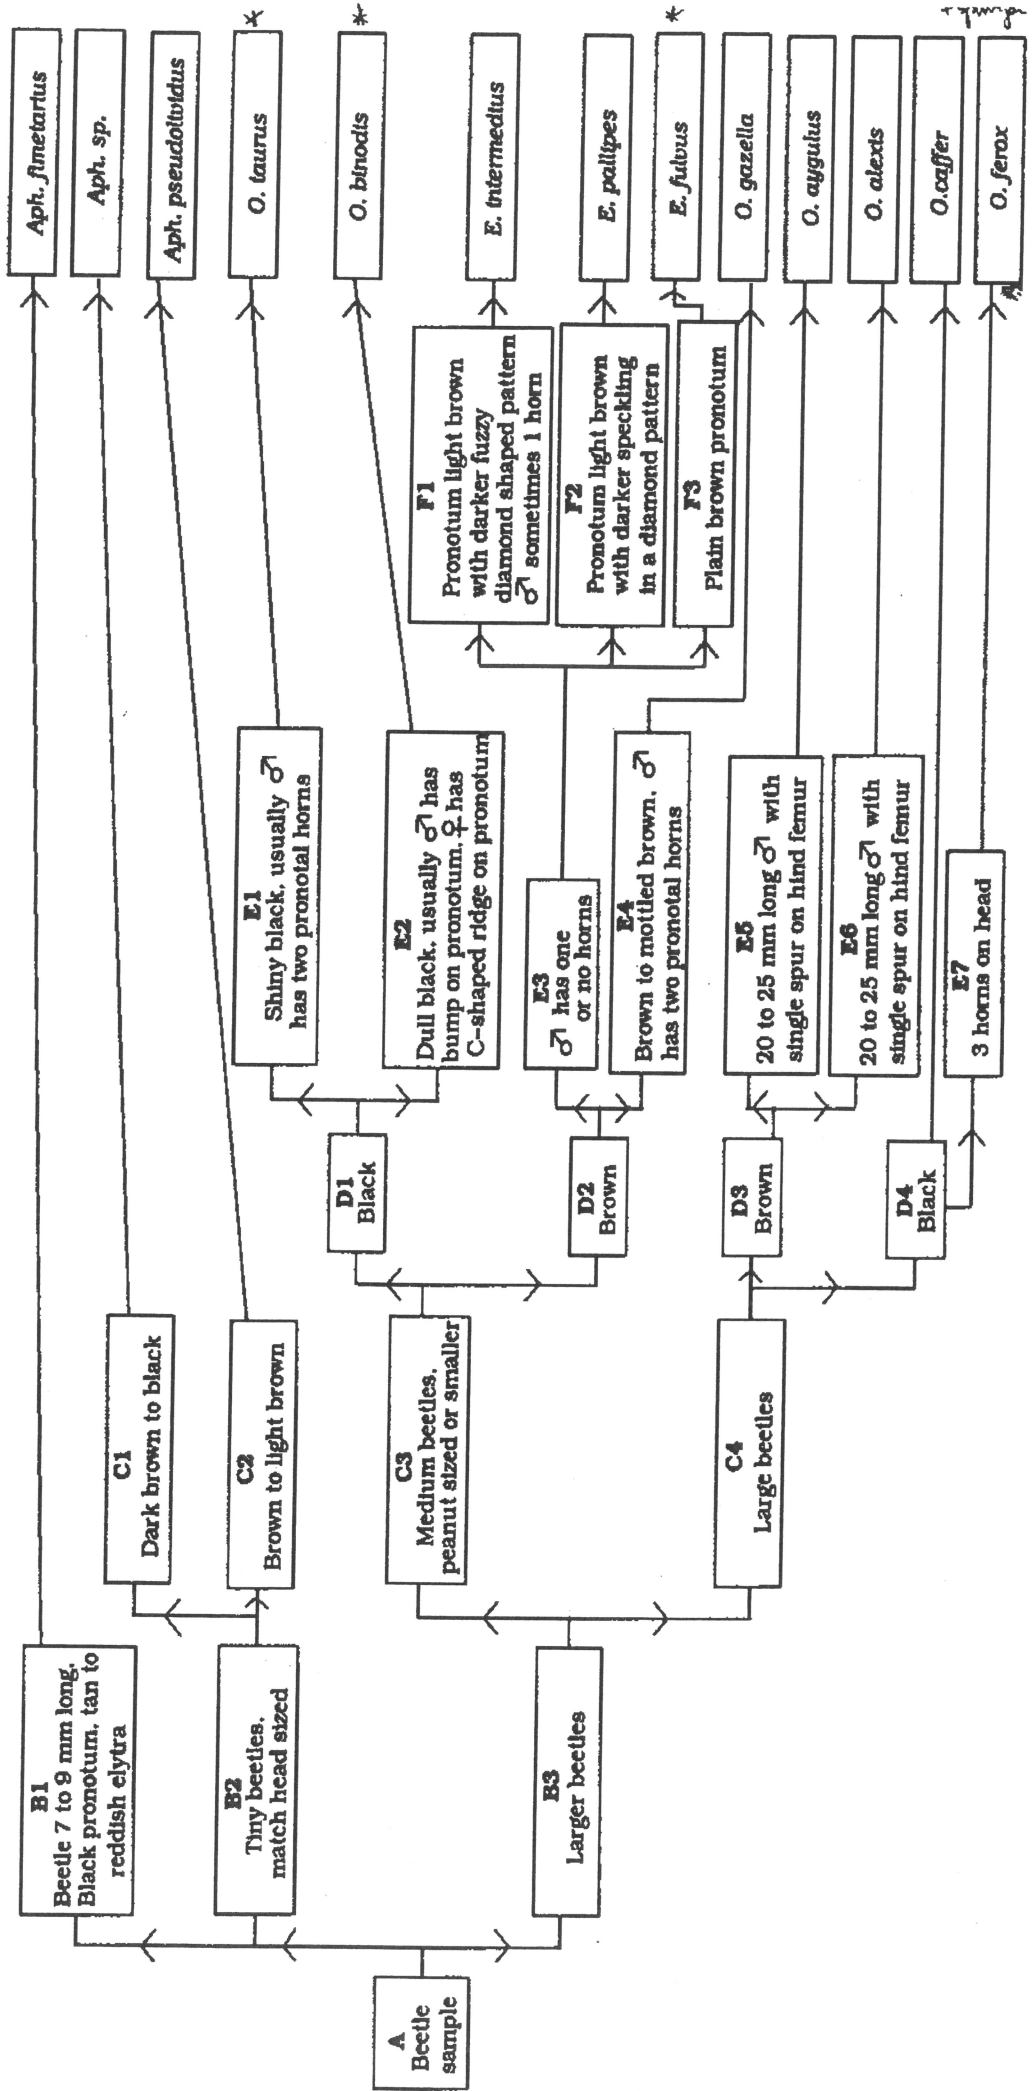 A
Beetle
sample
B1
Beetle 7 to 9 mm long.
Black pronotum, tan to
reddish elytra
B2
Tiny beetles.
match head sized
B3
Larger beetles
C1
Dark brown to black
C2
Brown to light brown
C3
Medium beetles.
peanut sized or smaller
C4
Large beetles
D1
Black
D2
Brown
D3
Brown
D4
Black
E1
Shiny black, usually ♂
has two pronotal horns
E2
Dull black, usually ♂ has
bump on pronotum, ♀ has
C-shaped ridge on pronotum
E3
♂ has one
or no horns
E4
Brown to mottled brown, ♂
has two pronotal horns
E5
20 to 25 mm long ♂ with
single spur on hind femur
E6
20 to 25 mm long ♂ with
single spur on hind femur
E7
3 horns on head
F1
Pronotum light brown
with darker fuzzy
diamond shaped pattern
♂ sometimes 1 horn
F2
Pronotum light brown
with darker speckling
in a diamond pattern
F3
Plain brown pronotum
Aph. fimetarius
Aph. sp.
Aph. pseudolividus
O. taurus *
O. binodis *
E. intermedius
E. pallipes
E. fulvus *
O. gazella
O. aygulus
O. alexis
O.caffer
* O. ferox